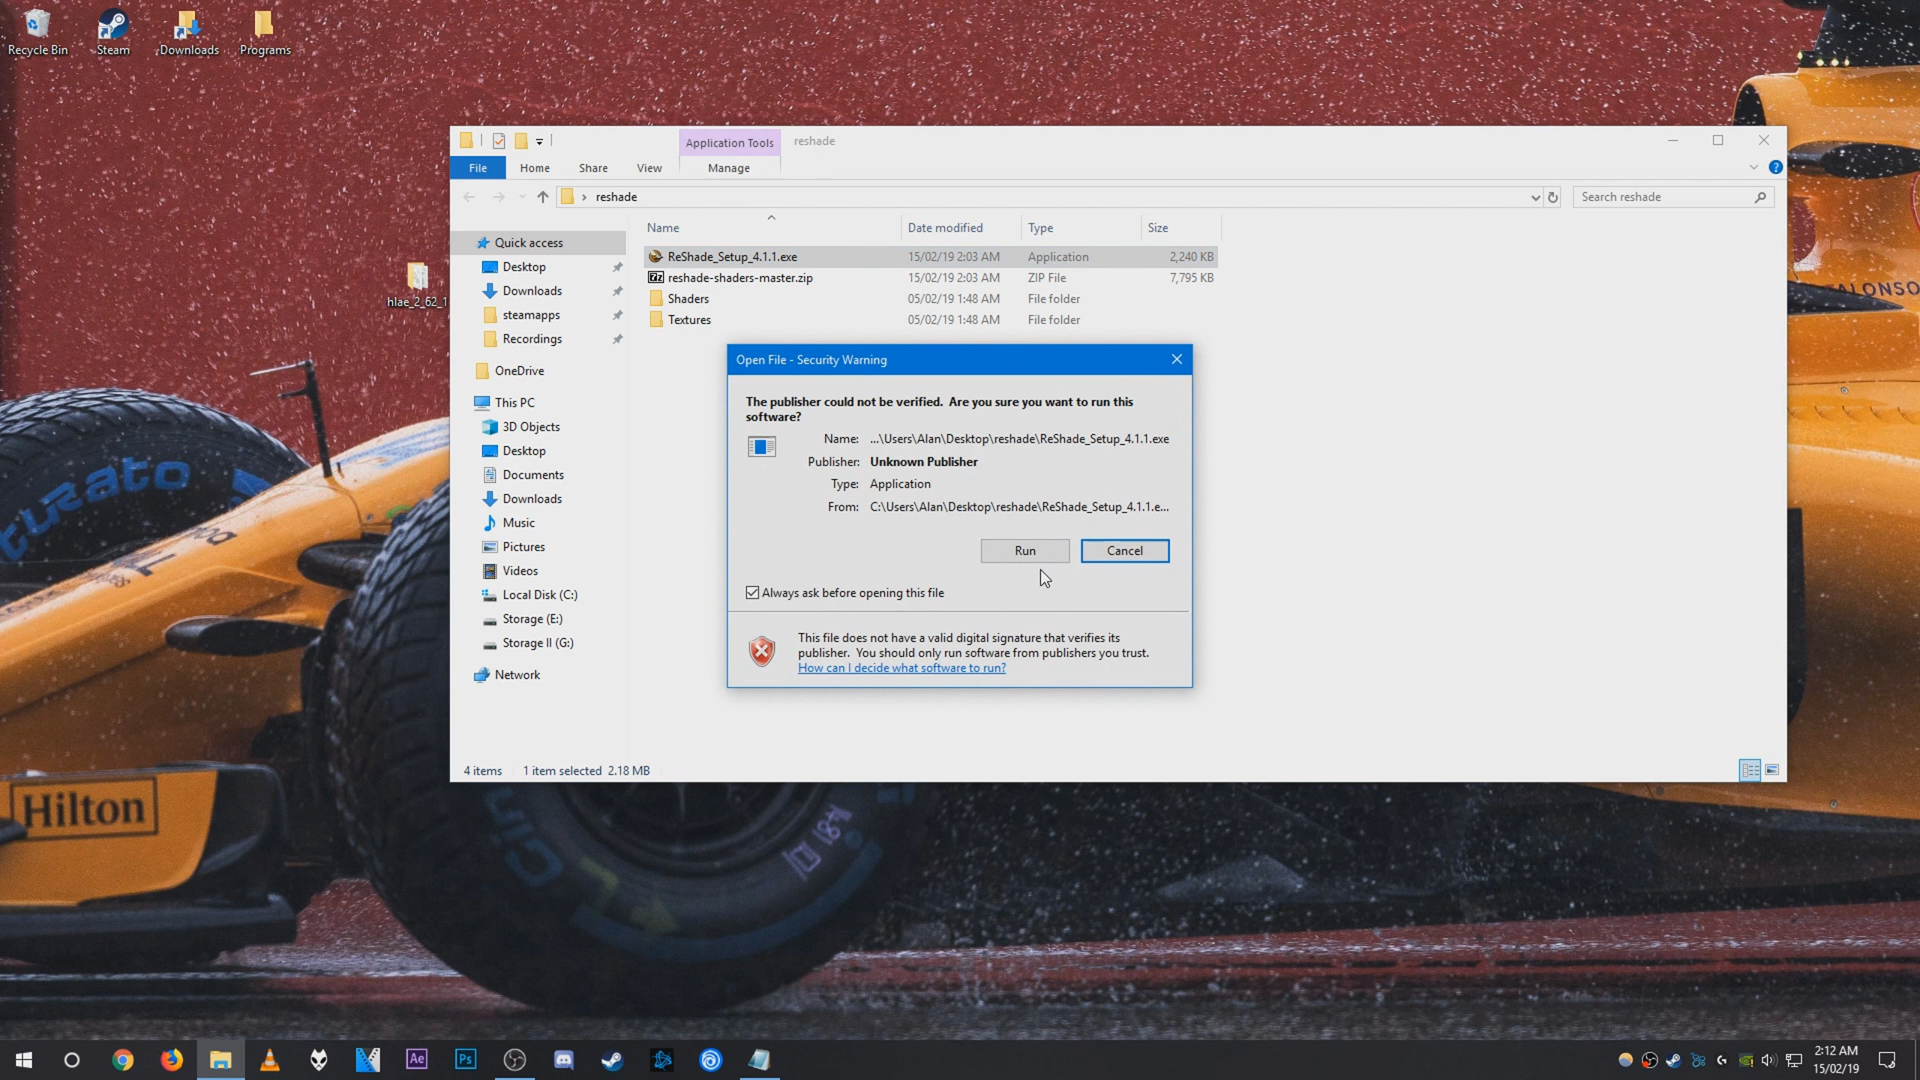 Recycle Bin
Steam
Downloads
Programs
hlae_2_62_1
Application Tools
reshade
File
Home
Share
View
Manage
reshade
Search reshade
Name
Date modified
Type
Size
ReShade_Setup_4.1.1.exe 15/02/19 2:03 AM Application 2,240 KB
reshade-shaders-master.zip 15/02/19 2:03 AM ZIP File 7,795 KB
Shaders 05/02/19 1:48 AM File folder
Textures 05/02/19 1:48 AM File folder
Quick access
Desktop
Downloads
steamapps
Recordings
OneDrive
This PC
3D Objects
Desktop
Documents
Downloads
Music
Pictures
Videos
Local Disk (C:)
Storage (E:)
Storage II (G:)
Network
4 items 1 item selected 2.18 MB
Open File - Security Warning
The publisher could not be verified. Are you sure you want to run this
software?
Name: ...\Users\Alan\Desktop\reshade\ReShade_Setup_4.1.1.exe
Publisher: Unknown Publisher
Type: Application
From: C:\Users\Alan\Desktop\reshade\ReShade_Setup_4.1.1.e...
Run
Cancel
Always ask before opening this file
This file does not have a valid digital signature that verifies its
publisher. You should only run software from publishers you trust.
How can I decide what software to run?
Hilton
Ae
Ps
2:12 AM
15/02/19